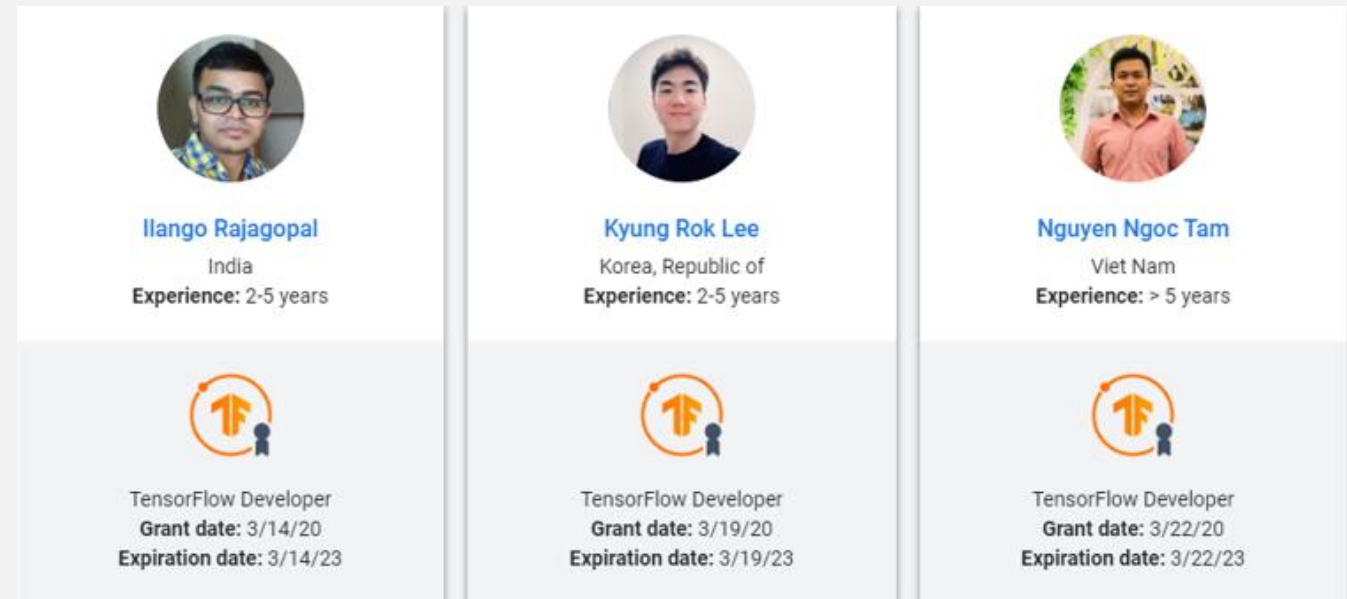 Ilango Rajagopal
India
Experience: 2-5 years
TF
TensorFlow Developer
Grant date: 3/14/20
Expiration date: 3/14/23
Kyung Rok Lee
Korea, Republic of
Experience: 2-5 years
TF
TensorFlow Developer
Grant date: 3/19/20
Expiration date: 3/19/23
Nguyen Ngoc Tam
Viet Nam
Experience: > 5 years
TF
TensorFlow Developer
Grant date: 3/22/20
Expiration date: 3/22/23